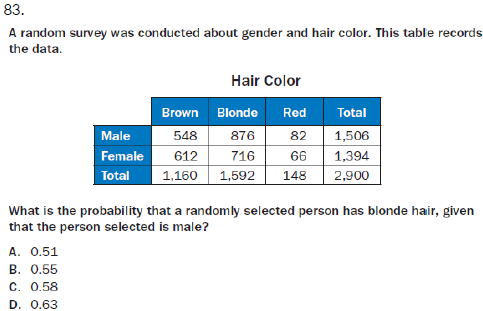 83.
A random survey was conducted about gender and hair color. This table records
the data.
Hair Color
Brown Blonde Red Total
Male 548 876 82 1,506
Female 612 716 66 1,394
Total 1,160 1,592 148 2,900
What is the probability that a randomly selected person has blonde hair, given
that the person selected is male?
A. 0.51
B. 0.55
C. 0.58
D. 0.63